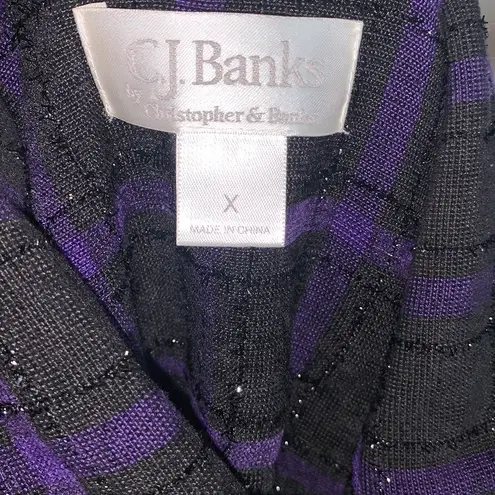 C.J. Banks
by Christopher & Banks
X
MADE IN CHINA